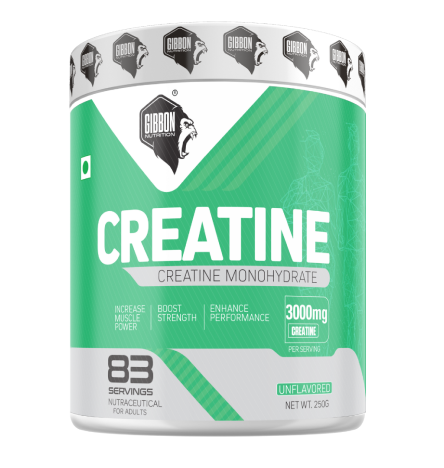 GIBBON
GIBBON
GIBBON
GIBBON
®
GIBBON
NUTRITION
CREATINE
CREATINE MONOHYDRATE
INCREASE
MUSCLE
POWER
BOOST
STRENGTH
ENHANCE
PERFORMANCE
3000mg
CREATINE
PER SERVING
83
SERVINGS
NUTRACEUTICAL
FOR ADULTS
UNFLAVORED
NET WT. 250G